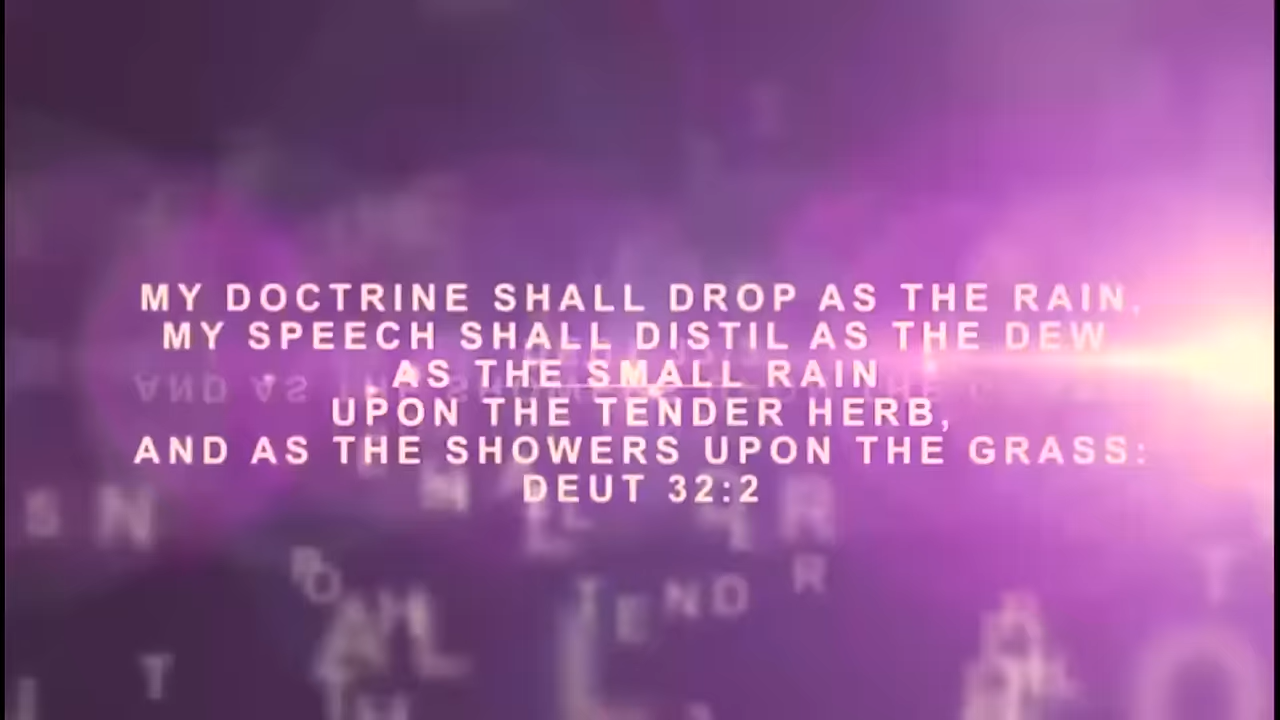 MY DOCTRINE SHALL DROP AS THE RAIN,
MY SPEECH SHALL DISTIL AS THE DEW
AS THE SMALL RAIN
UPON THE TENDER HERB,
AND AS THE SHOWERS UPON THE GRASS:
DEUT 32:2